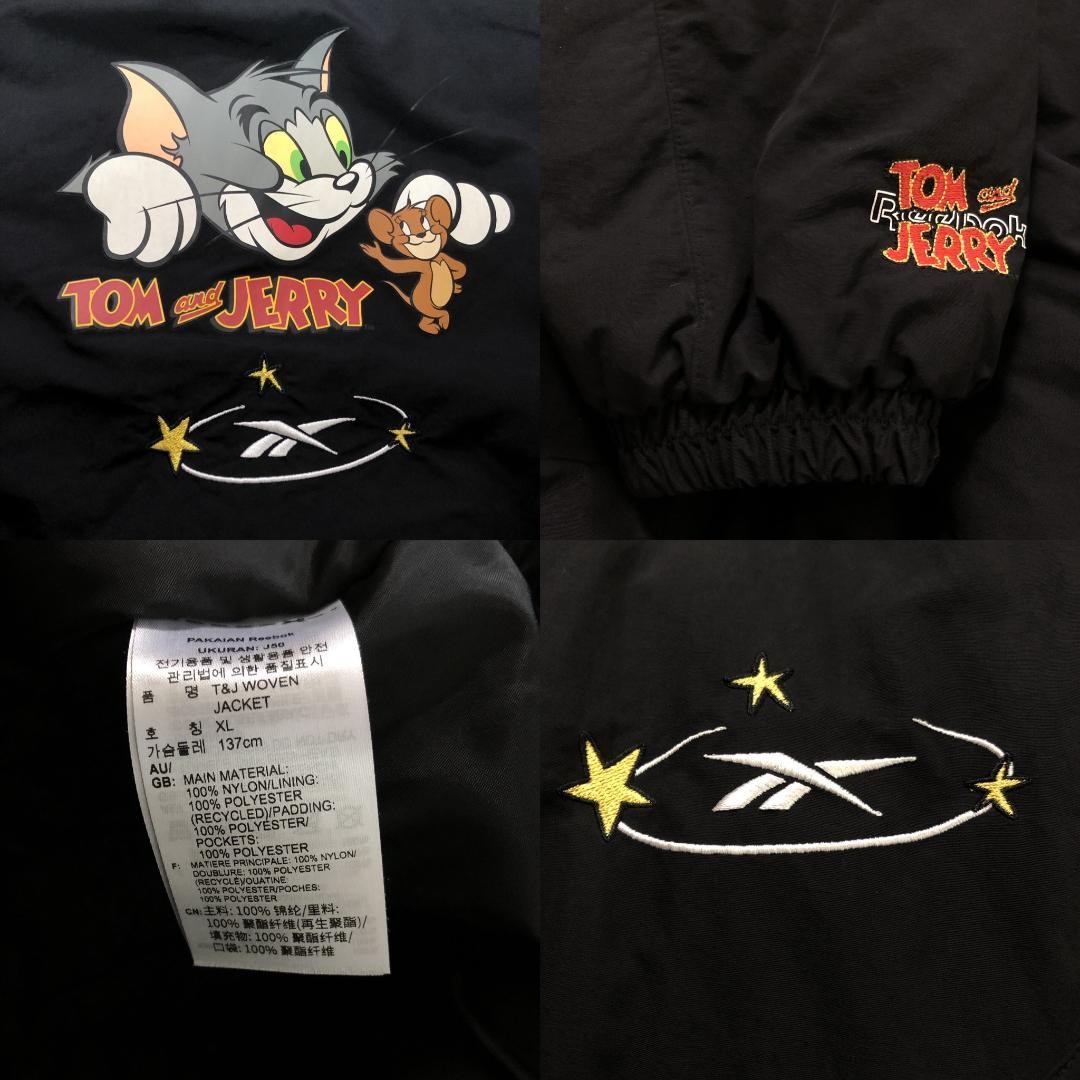 TOM and JERRY
TOM and
Reebok
JERRY
PAKAIAN Reebok
UKURAN: J50
전기용품 및 생활용품 안전
관리법에 의한 품질표시
품 명 T&J WOVEN
JACKET
호 칭 XL
가슴둘레 137cm
AU/
GB: MAIN MATERIAL:
100% NYLON/LINING:
100% POLYESTER
(RECYCLED)/PADDING:
100% POLYESTER/
POCKETS:
100% POLYESTER
F: MATIERE PRINCIPALE: 100% NYLON/
DOUBLURE: 100% POLYESTER
(RECYCLÉ)/OUATINE:
100% POLYESTER/POCHES:
100% POLYESTER
CN: 主料: 100% 锦纶/里料:
100% 聚酯纤维(再生聚酯)/
填充物: 100% 聚酯纤维/
口袋: 100% 聚酯纤维